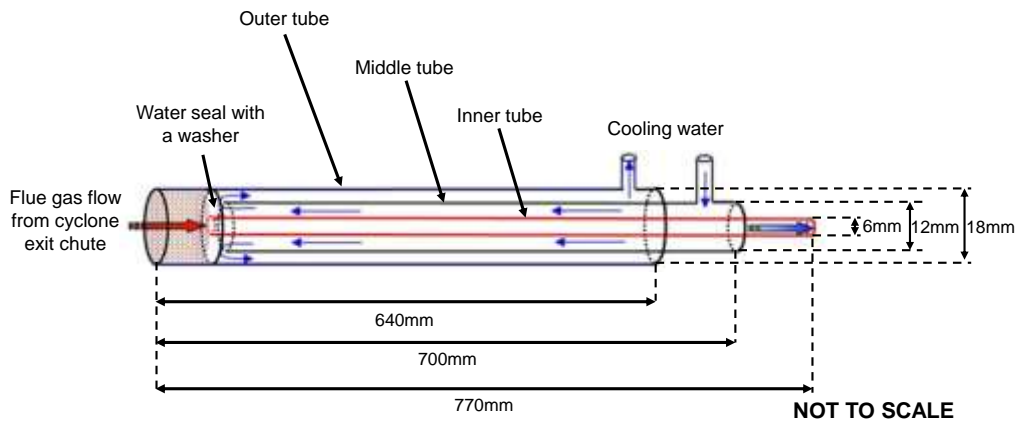 Outer tube
Middle tube
Water seal with
a washer
Inner tube
Cooling water
Flue gas flow
from cyclone
exit chute
6mm
12mm
18mm
640mm
700mm
770mm
NOT TO SCALE